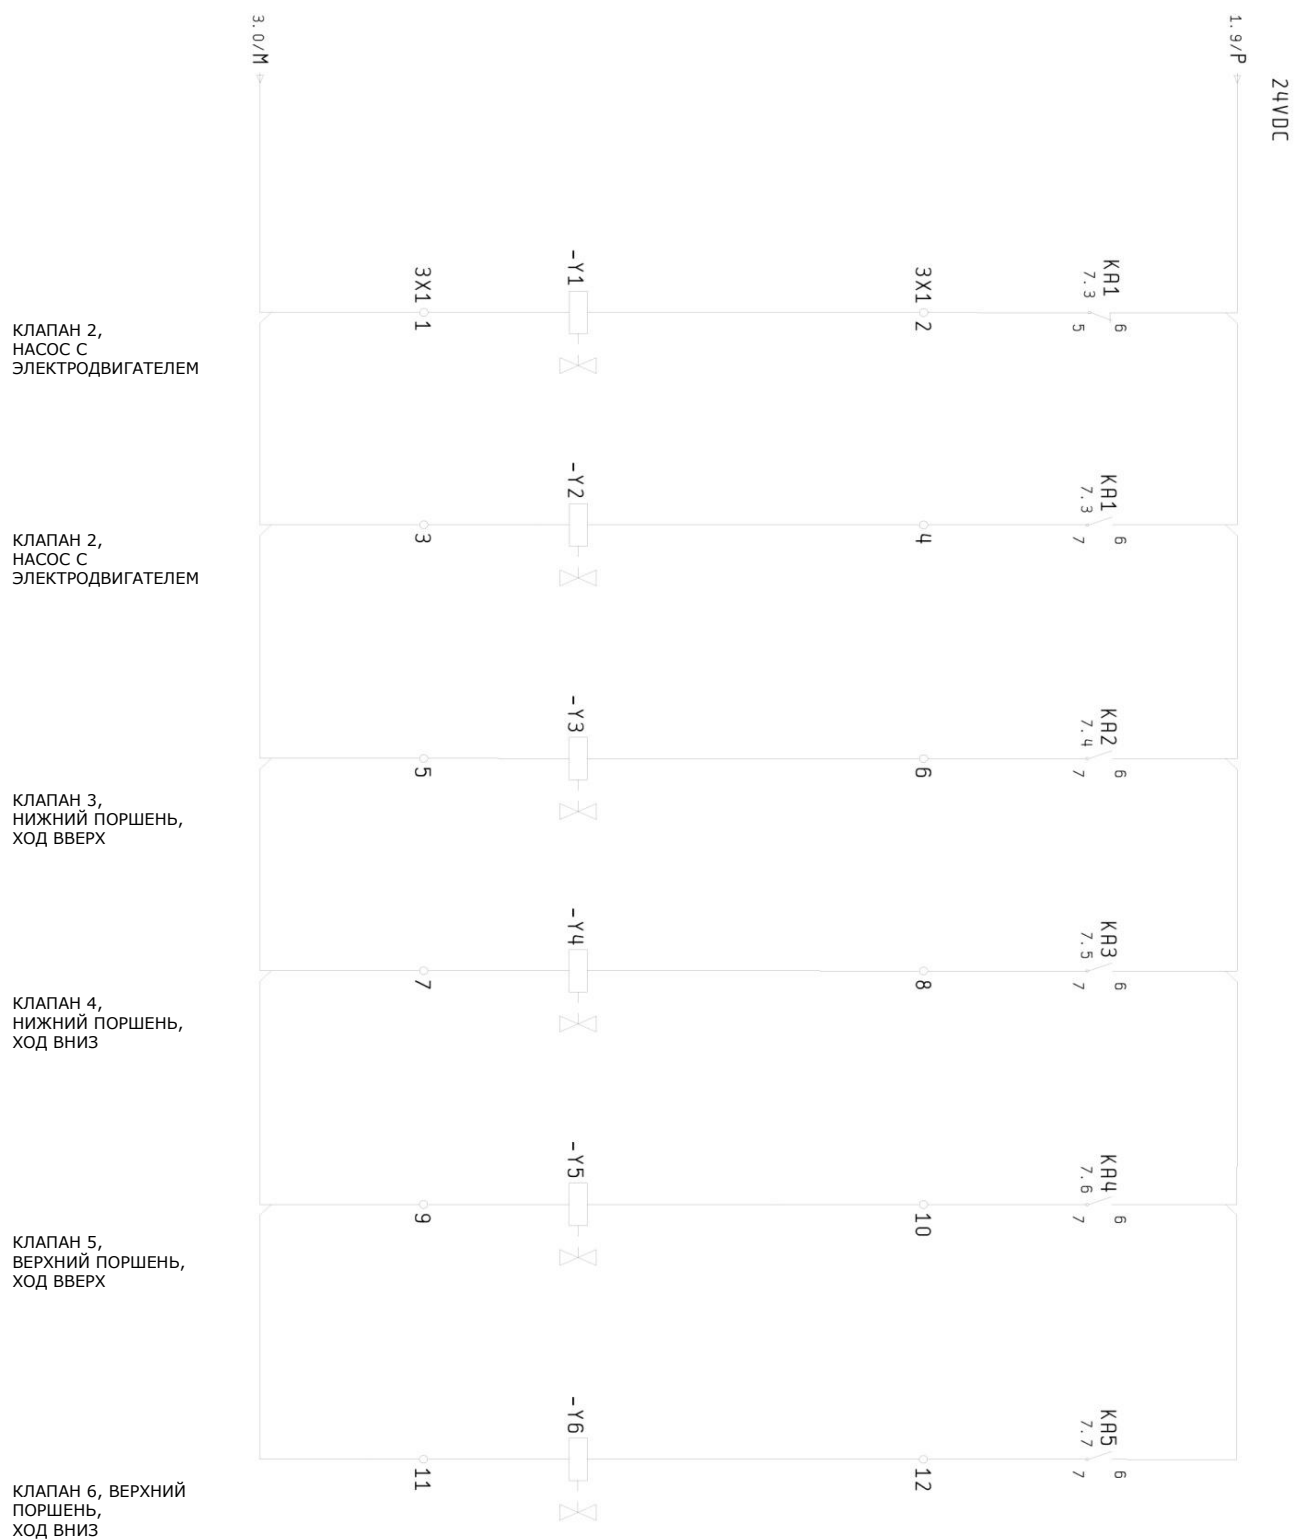 3.0/M
1.9/P
24VDC
-Y1
3X1
1
3X1
2
KA1
7.3
5
6
КЛАПАН 2,
НАСОС С
ЭЛЕКТРОДВИГАТЕЛЕМ
-Y2
3
4
KA1
7.3
7
6
КЛАПАН 2,
НАСОС С
ЭЛЕКТРОДВИГАТЕЛЕМ
-Y3
5
6
KA2
7.4
7
6
КЛАПАН 3,
НИЖНИЙ ПОРШЕНЬ,
ХОД ВВЕРХ
-Y4
7
8
KA3
7.5
7
6
КЛАПАН 4,
НИЖНИЙ ПОРШЕНЬ,
ХОД ВНИЗ
-Y5
9
10
KA4
7.6
7
6
КЛАПАН 5,
ВЕРХНИЙ ПОРШЕНЬ,
ХОД ВВЕРХ
-Y6
11
12
KA5
7.7
7
6
КЛАПАН 6, ВЕРХНИЙ
ПОРШЕНЬ,
ХОД ВНИЗ